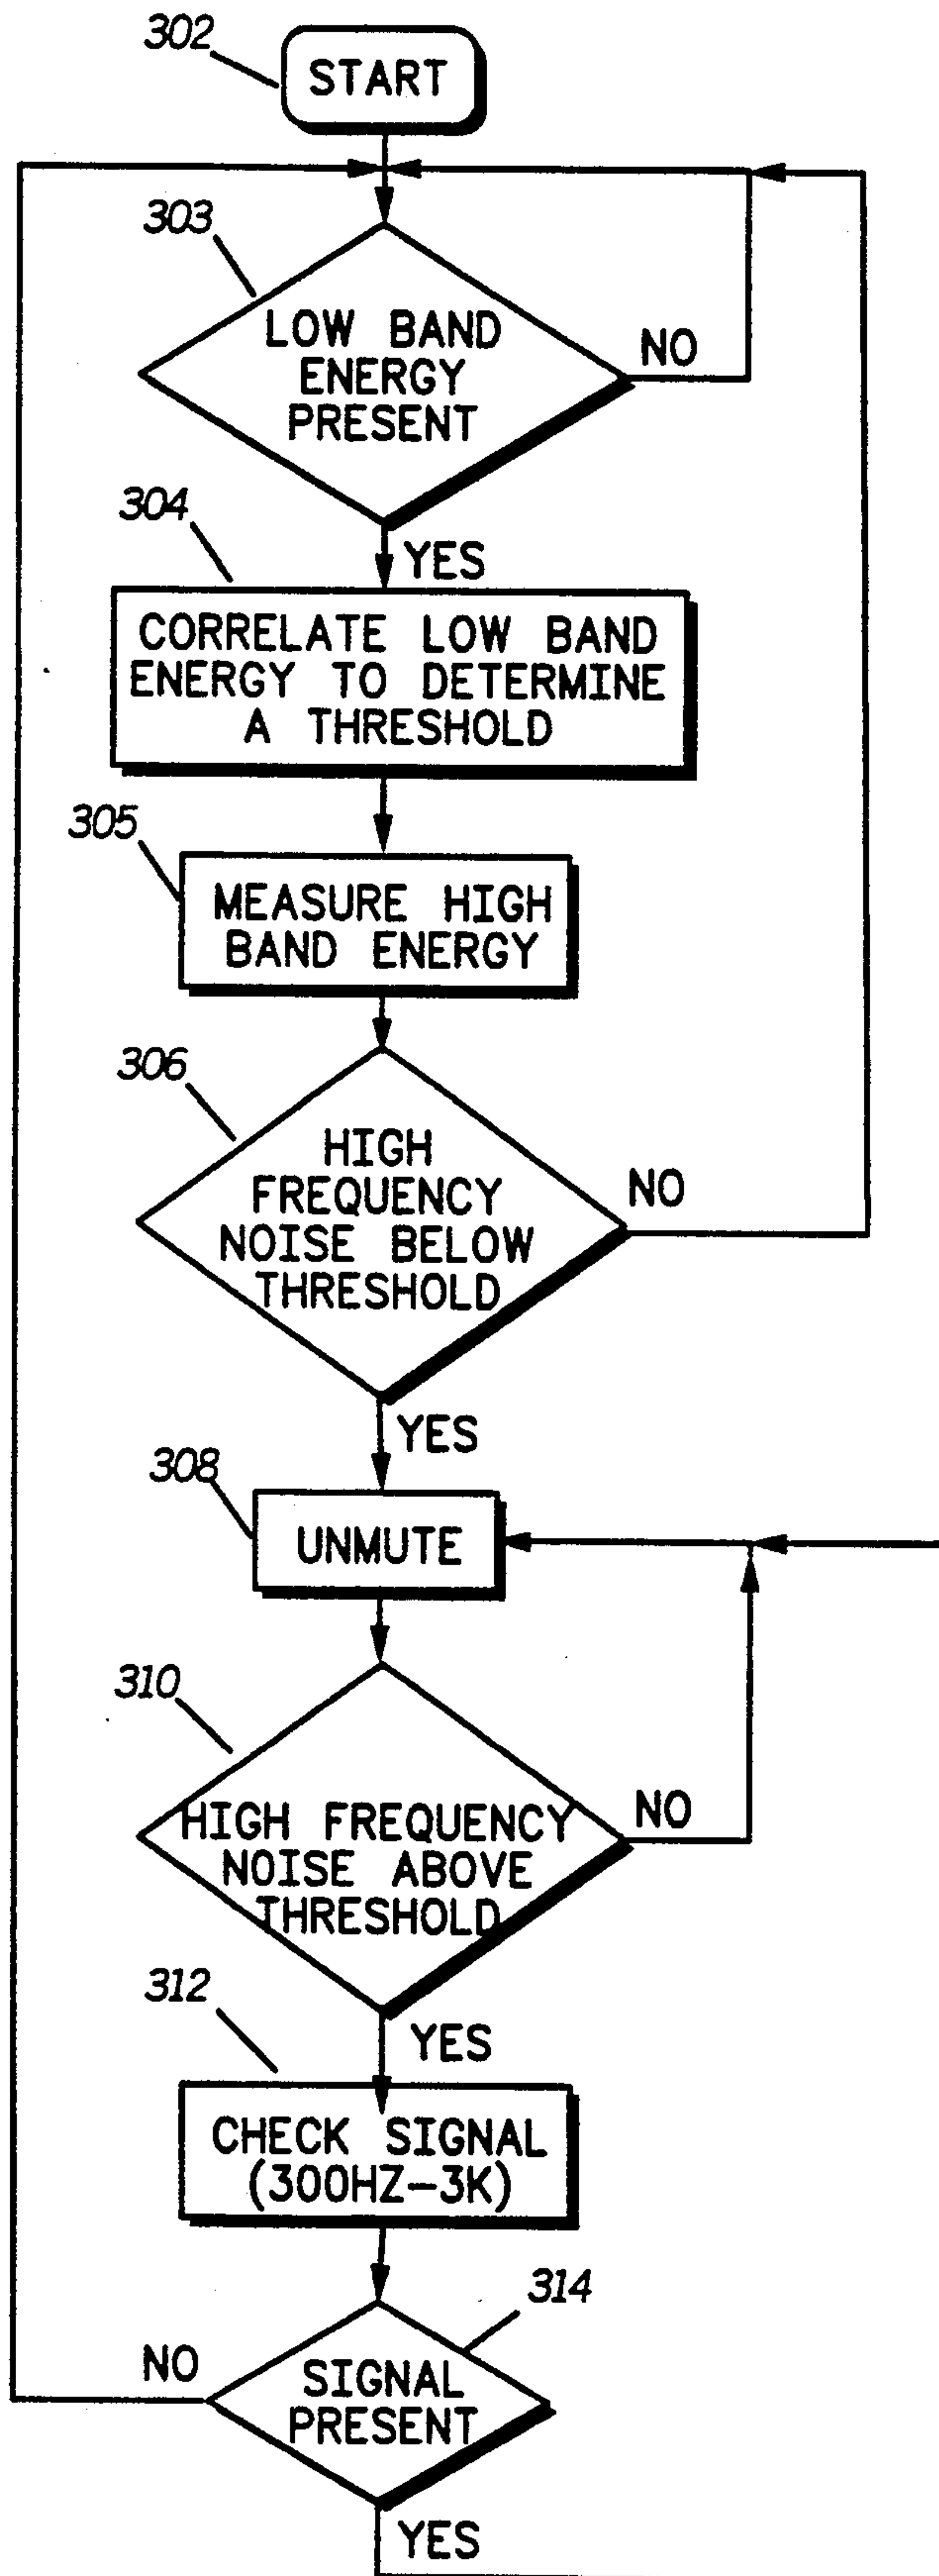 302
START
303
LOW BAND
ENERGY
PRESENT
NO
304
YES
CORRELATE LOW BAND
ENERGY TO DETERMINE
A THRESHOLD
305
MEASURE HIGH
BAND ENERGY
306
HIGH
FREQUENCY
NOISE BELOW
THRESHOLD
NO
YES
308
UNMUTE
310
HIGH FREQUENCY
NOISE ABOVE
THRESHOLD
NO
312
YES
CHECK SIGNAL
(300HZ-3K)
314
NO
SIGNAL
PRESENT
YES